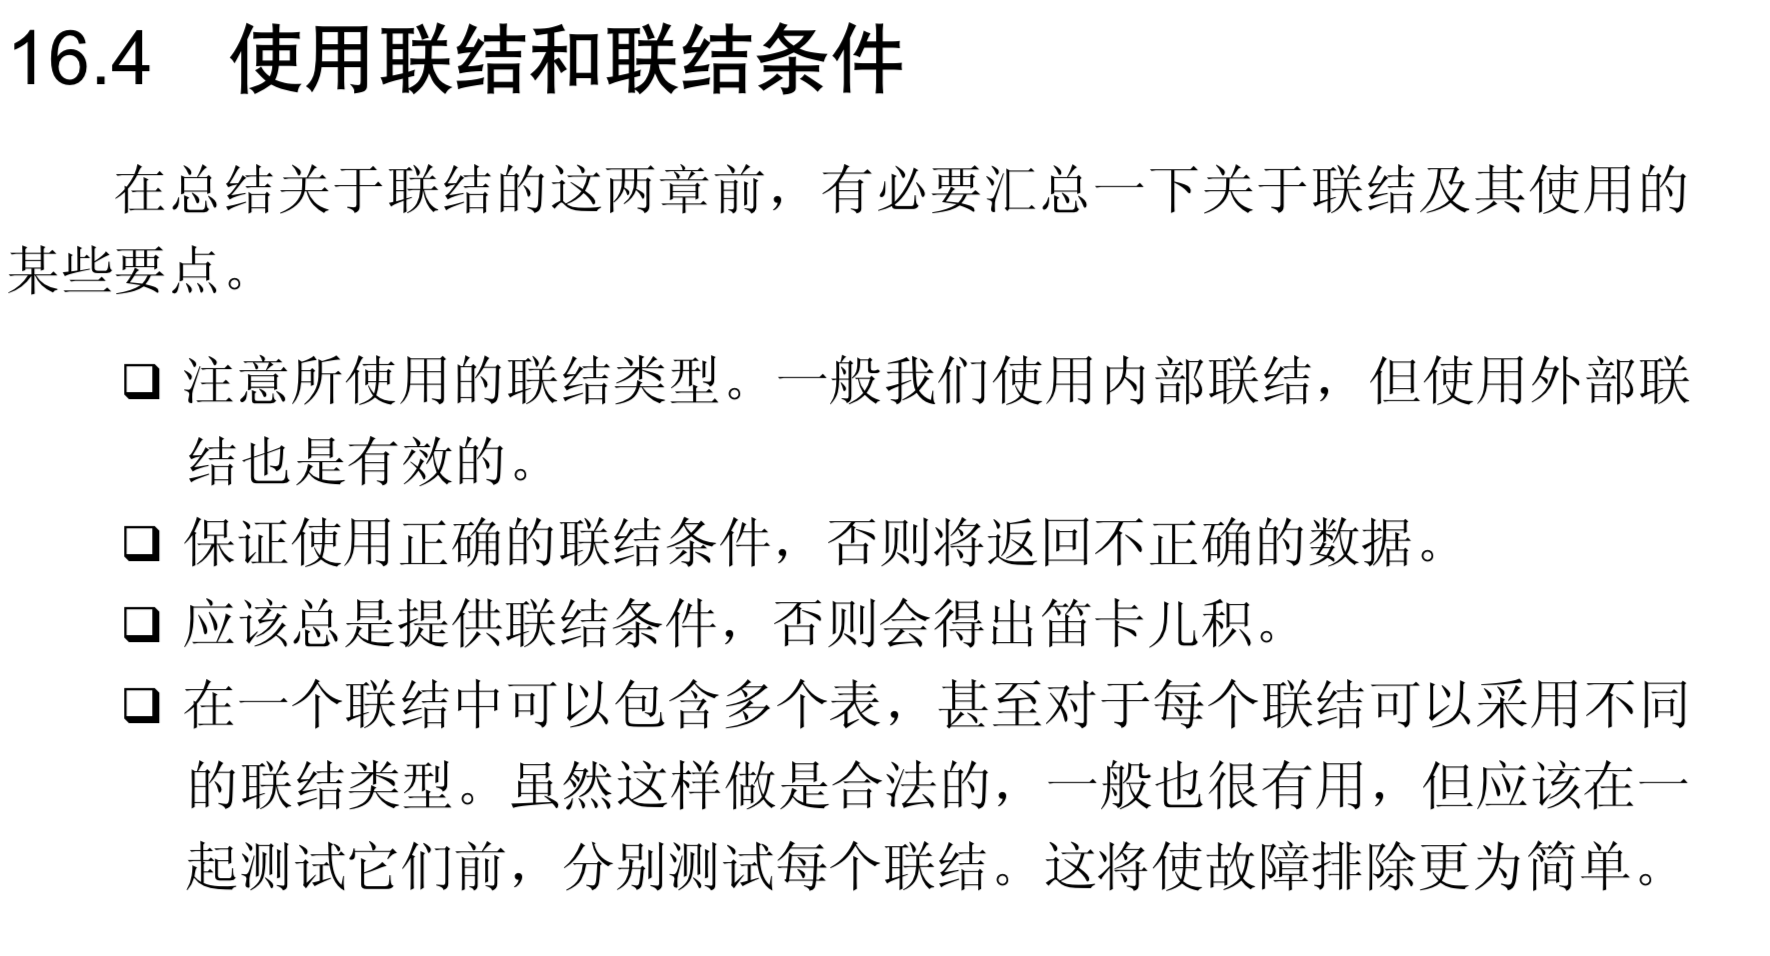 16.4 使用联结和联结条件
在总结关于联结的这两章前，有必要汇总一下关于联结及其使用的
某些要点。
❑ 注意所使用的联结类型。一般我们使用内部联结，但使用外部联
结也是有效的。
❑ 保证使用正确的联结条件，否则将返回不正确的数据。
❑ 应该总是提供联结条件，否则会得出笛卡儿积。
❑ 在一个联结中可以包含多个表，甚至对于每个联结可以采用不同
的联结类型。虽然这样做是合法的，一般也很有用，但应该在一
起测试它们前，分别测试每个联结。这将使故障排除更为简单。